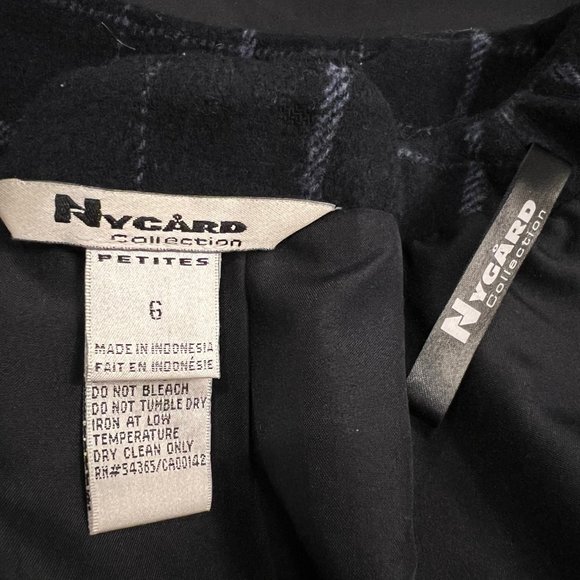 NYGÅRD
Collection
PETITES
6
MADE IN INDONESIA
FAIT EN INDONÉSIE
DO NOT BLEACH
DO NOT TUMBLE DRY
IRON AT LOW
TEMPERATURE
DRY CLEAN ONLY
RN#54365/CA00142
NYGÅRD
Collection